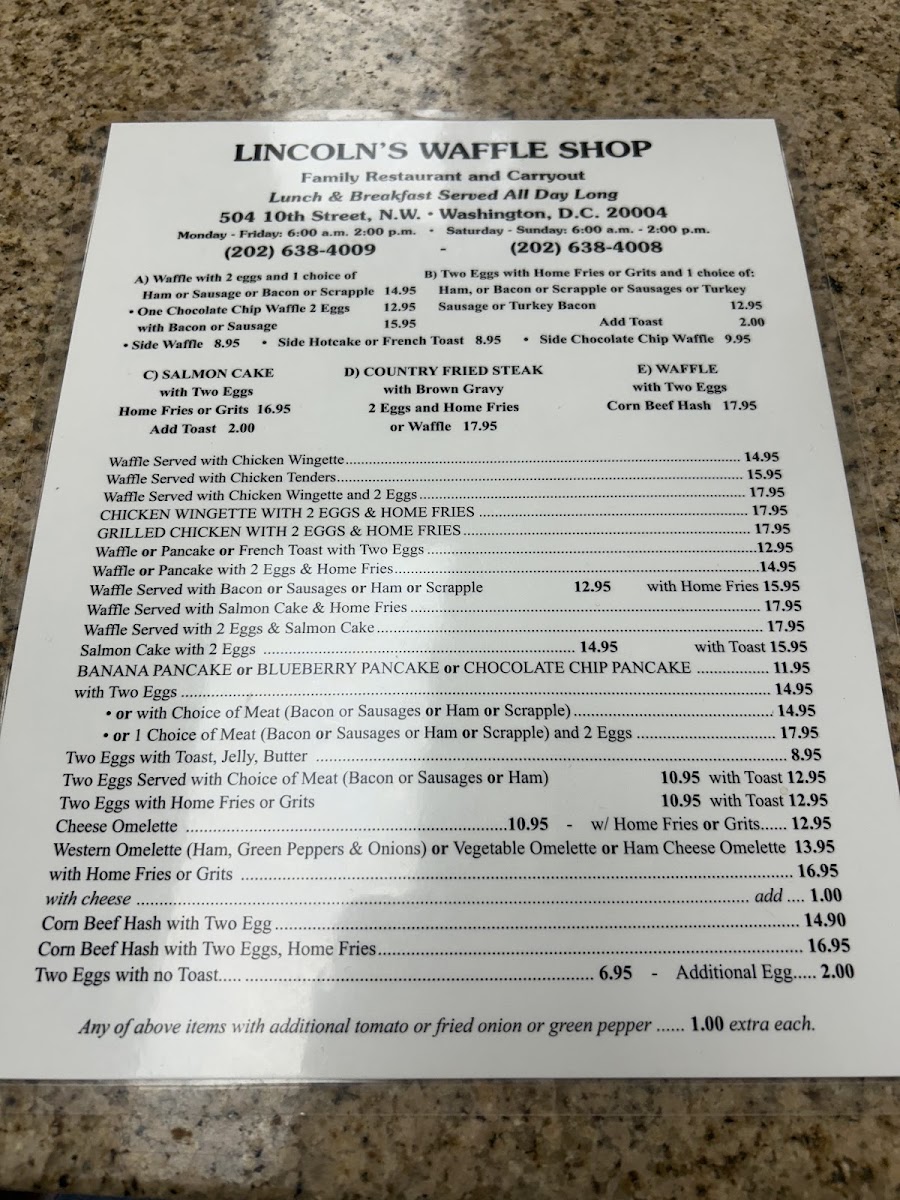 LINCOLN'S WAFFLE SHOP
Family Restaurant and Carryout
Lunch & Breakfast Served All Day Long
504 10th Street, N.W. • Washington, D.C. 20004
Monday - Friday: 6:00 a.m. 2:00 p.m. • Saturday - Sunday: 6:00 a.m. - 2:00 p.m.
(202) 638-4009 - (202) 638-4008
A) Waffle with 2 eggs and 1 choice of
Ham or Sausage or Bacon or Scrapple 14.95
• One Chocolate Chip Waffle 2 Eggs 12.95
with Bacon or Sausage 15.95
B) Two Eggs with Home Fries or Grits and 1 choice of:
Ham, or Bacon or Scrapple or Sausages or Turkey
Sausage or Turkey Bacon 12.95
Add Toast 2.00
• Side Waffle 8.95 • Side Hotcake or French Toast 8.95 • Side Chocolate Chip Waffle 9.95
C) SALMON CAKE
with Two Eggs
Home Fries or Grits 16.95
Add Toast 2.00
D) COUNTRY FRIED STEAK
with Brown Gravy
2 Eggs and Home Fries
or Waffle 17.95
E) WAFFLE
with Two Eggs
Corn Beef Hash 17.95
Waffle Served with Chicken Wingette 14.95
Waffle Served with Chicken Tenders 15.95
Waffle Served with Chicken Wingette and 2 Eggs 17.95
CHICKEN WINGETTE WITH 2 EGGS & HOME FRIES 17.95
GRILLED CHICKEN WITH 2 EGGS & HOME FRIES 17.95
Waffle or Pancake or French Toast with Two Eggs 12.95
Waffle or Pancake with 2 Eggs & Home Fries 14.95
Waffle Served with Bacon or Sausages or Ham or Scrapple 12.95 with Home Fries 15.95
Waffle Served with Salmon Cake & Home Fries 17.95
Waffle Served with 2 Eggs & Salmon Cake 17.95
Salmon Cake with 2 Eggs 14.95 with Toast 15.95
BANANA PANCAKE or BLUEBERRY PANCAKE or CHOCOLATE CHIP PANCAKE 11.95
with Two Eggs 14.95
• or with Choice of Meat (Bacon or Sausages or Ham or Scrapple) 14.95
• or 1 Choice of Meat (Bacon or Sausages or Ham or Scrapple) and 2 Eggs 17.95
Two Eggs with Toast, Jelly, Butter 8.95
Two Eggs Served with Choice of Meat (Bacon or Sausages or Ham) 10.95 with Toast 12.95
Two Eggs with Home Fries or Grits 10.95 with Toast 12.95
Cheese Omelette 10.95 - w/ Home Fries or Grits...... 12.95
Western Omelette (Ham, Green Peppers & Onions) or Vegetable Omelette or Ham Cheese Omelette 13.95
with Home Fries or Grits 16.95
with cheese add .... 1.00
Corn Beef Hash with Two Egg 14.90
Corn Beef Hash with Two Eggs, Home Fries 16.95
Two Eggs with no Toast 6.95 - Additional Egg..... 2.00
Any of above items with additional tomato or fried onion or green pepper ...... 1.00 extra each.